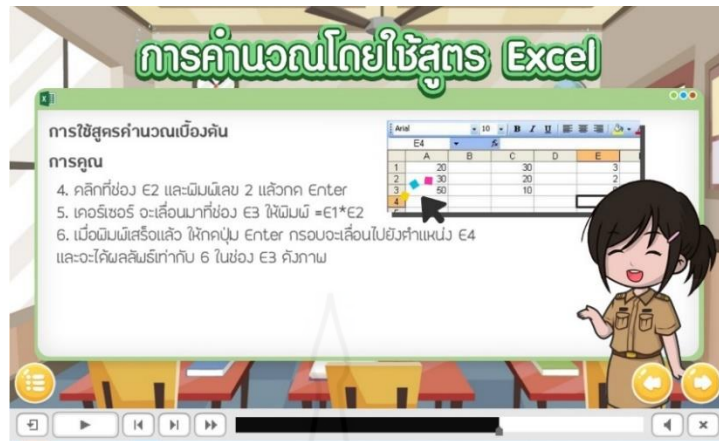 การคำนวณโดยใช้สูตร Excel
การใช้สูตรคำนวณเบื้องต้น
การคูณ
4. คลิกที่ช่อง E2 และพิมพ์เลข 2 แล้วกด Enter
5. เคอร์เซอร์ จะเลื่อนมาที่ช่อง E3 ให้พิมพ์ =E1*E2
6. เมื่อพิมพ์เสร็จแล้ว ให้กดปุ่ม Enter กรอบจะเลื่อนไปยังตำแหน่ง E4
และจะได้ผลลัพธ์เท่ากับ 6 ในช่อง E3 ดังภาพ
Arial 10 B I U
E4 fx
A B C D E
1 20 30 3
2 30 20 2
3 50 10 6
4